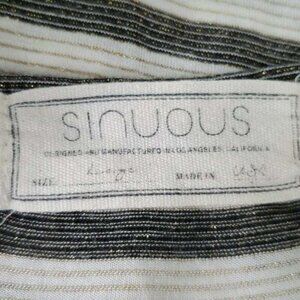 sinuous
DESIGNED AND MANUFACTURED IN LOS ANGELES, CALIFORNIA
SIZE MADE IN